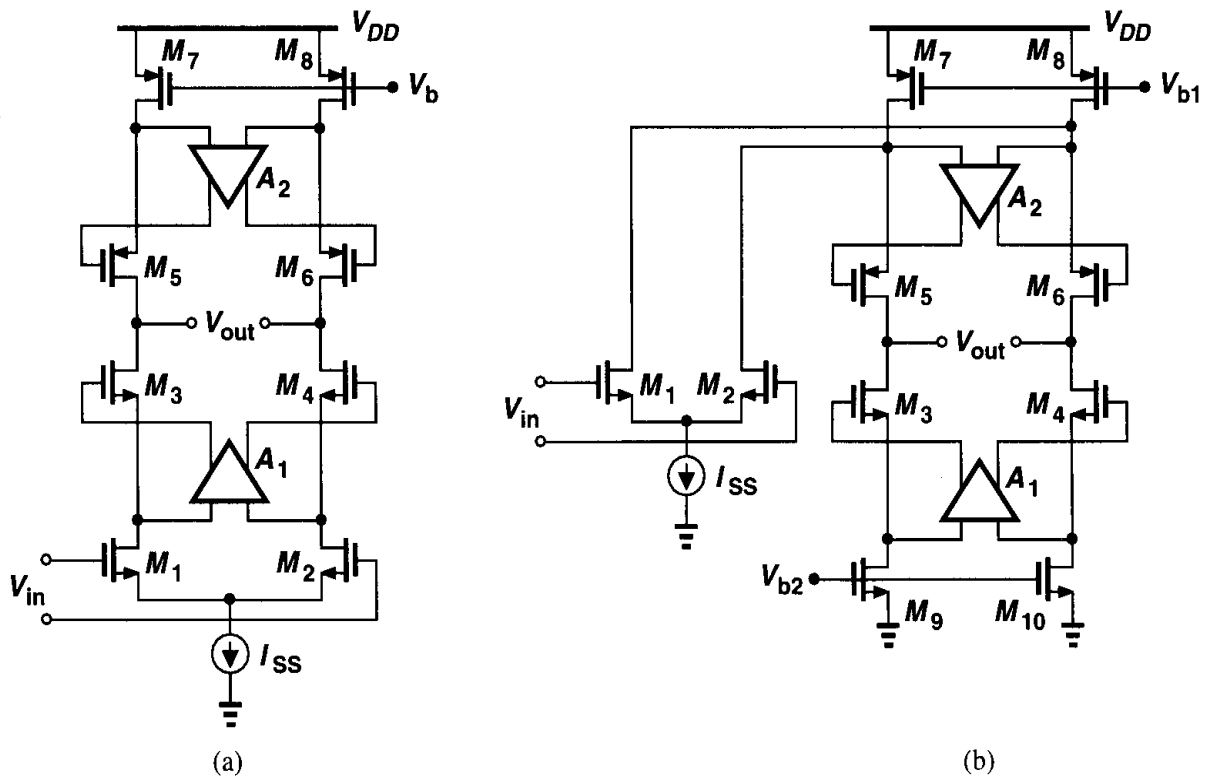 V_DD
M_7 M_8
V_b
A_2
M_5 M_6
V_out
M_3 M_4
A_1
M_1 M_2
V_in
I_SS
(a)
V_DD
M_7 M_8
V_b1
A_2
M_5 M_6
M_1 M_2
V_out
V_in
M_3 M_4
I_SS
A_1
V_b2
M_9 M_10
(b)